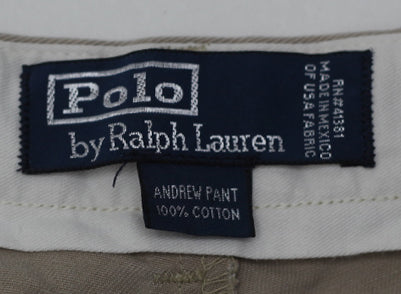 Polo
by Ralph Lauren
RN#41381
MADE IN MEXICO
OF USA FABRIC
ANDREW PANT
100% COTTON